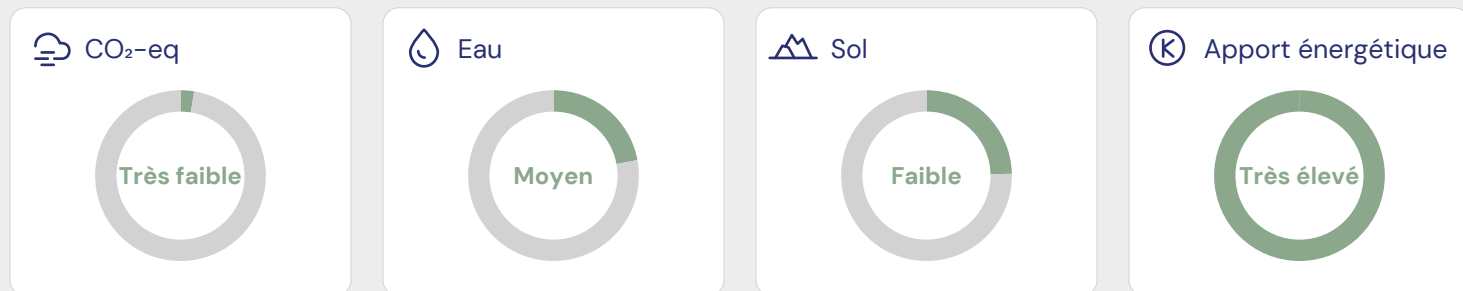 CO₂-eq
Très faible
Eau
Moyen
Sol
Faible
Apport énergétique
Très élevé